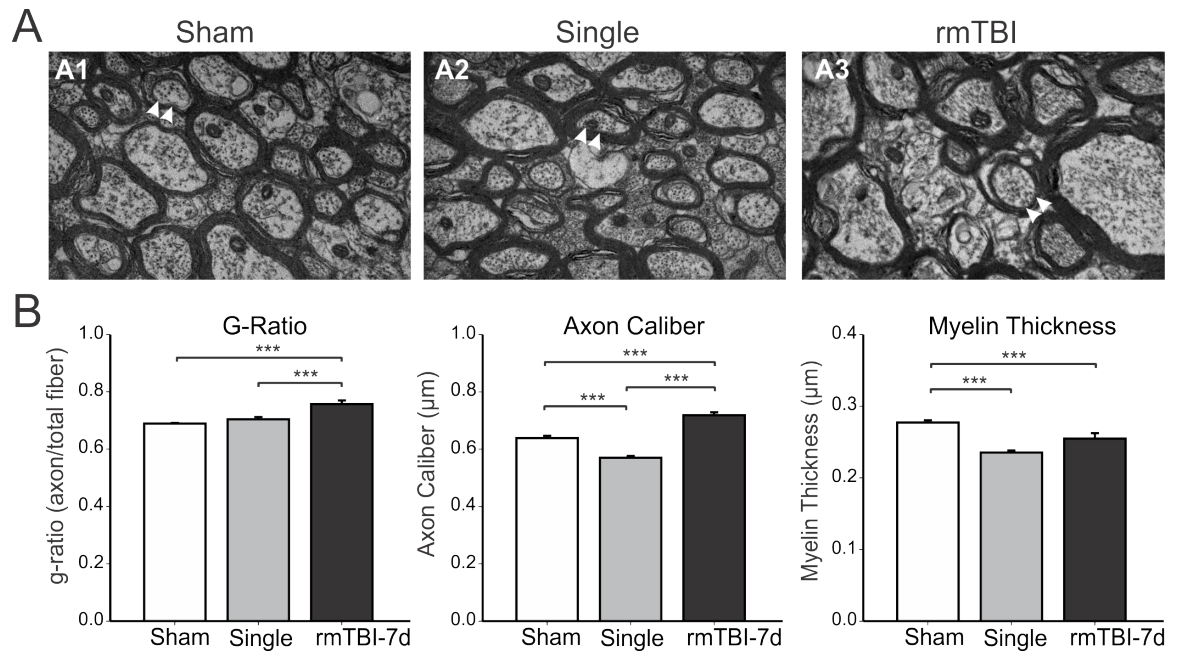 A
Sham
Single
rmTBI
A1
A2
A3
B
G-Ratio
g-ratio (axon/total fiber)
1.0
0.8
0.6
0.4
0.2
0.0
***
***
Sham
Single
rmTBI-7d
Axon Caliber
Axon Caliber (μm)
1.0
0.8
0.6
0.4
0.2
0.0
***
***
***
Sham
Single
rmTBI-7d
Myelin Thickness
Myelin Thickness (μm)
0.4
0.3
0.2
0.1
0.0
***
***
Sham
Single
rmTBI-7d